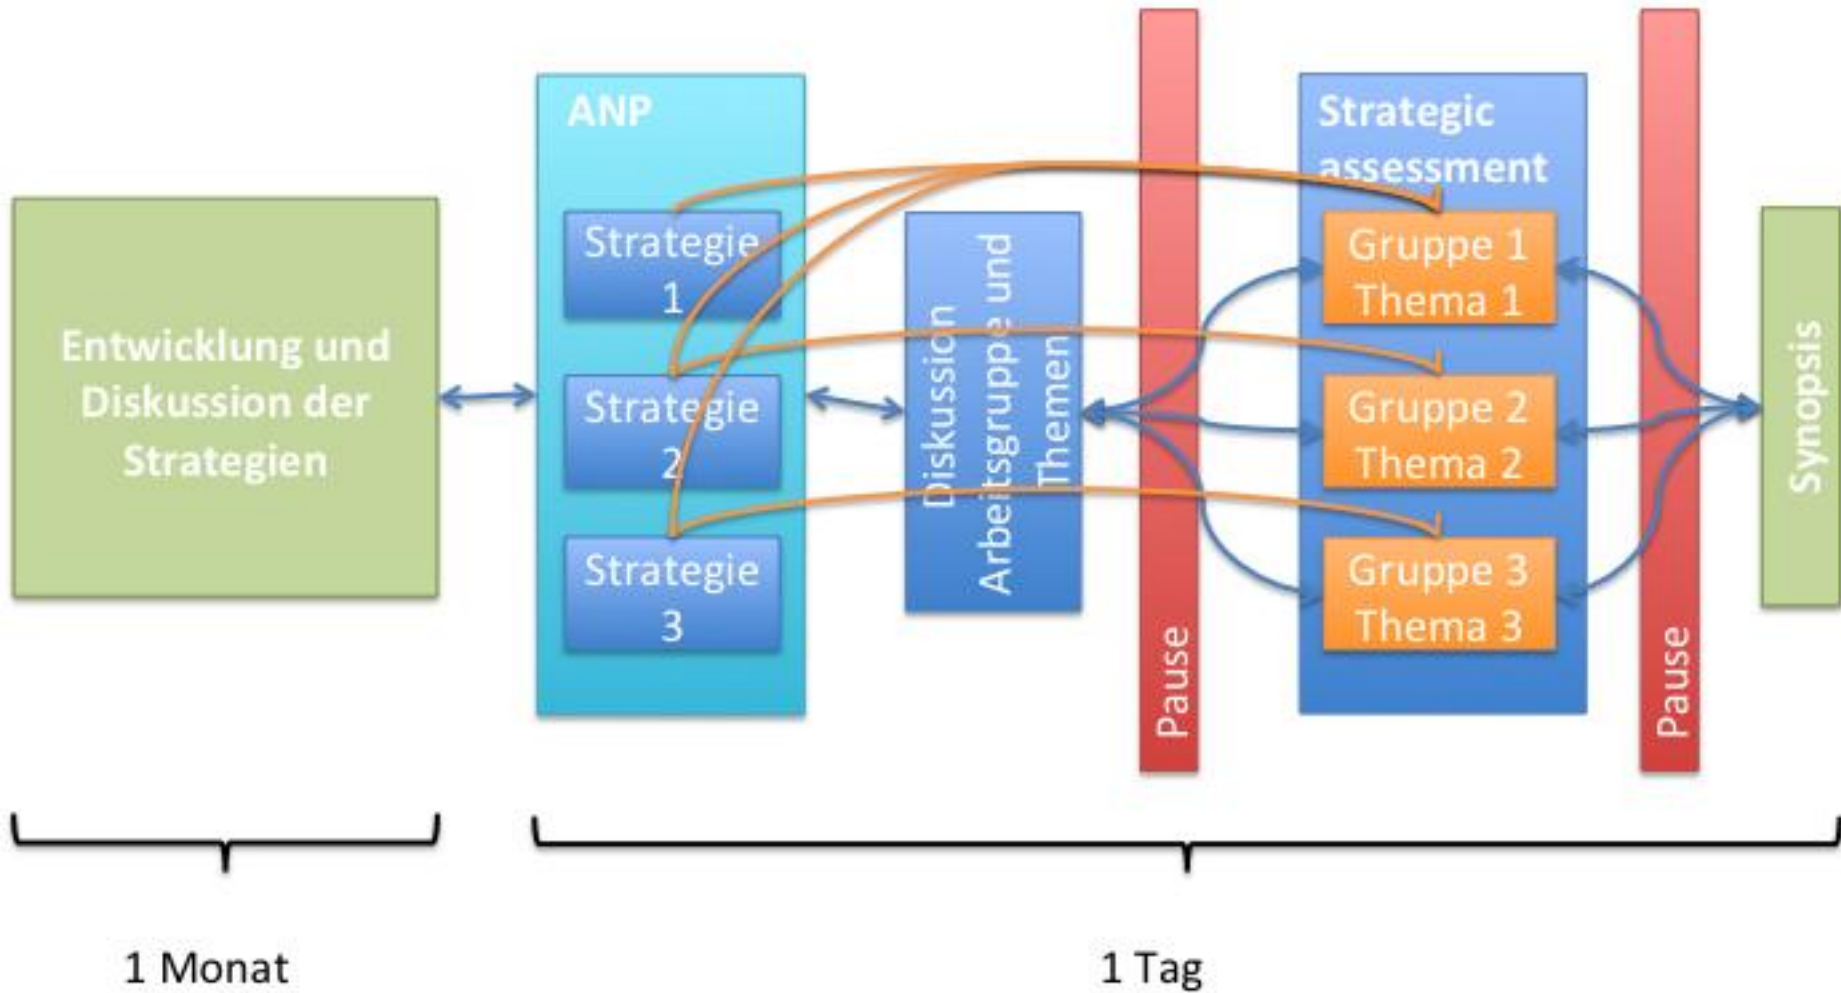 Entwicklung und
Diskussion der
Strategien
ANP
Strategie
1
Strategie
2
Strategie
3
Diskussion
Arbeitsgruppe und
Themen
Pause
Strategic
assessment
Gruppe 1
Thema 1
Gruppe 2
Thema 2
Gruppe 3
Thema 3
Pause
Synopsis
1 Monat
1 Tag